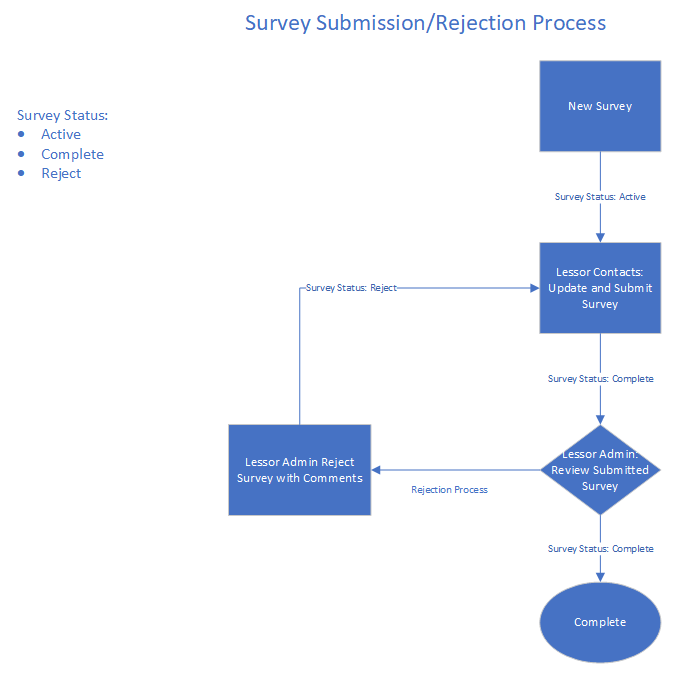 Survey Submission/Rejection Process
New Survey
Survey Status:
• Active
• Complete
• Reject
Survey Status: Active
Lessor Contacts:
Update and Submit
Survey
Survey Status: Reject
Survey Status: Complete
Lessor Admin:
Review Submitted
Survey
Lessor Admin Reject
Survey with Comments
Rejection Process
Survey Status: Complete
Complete